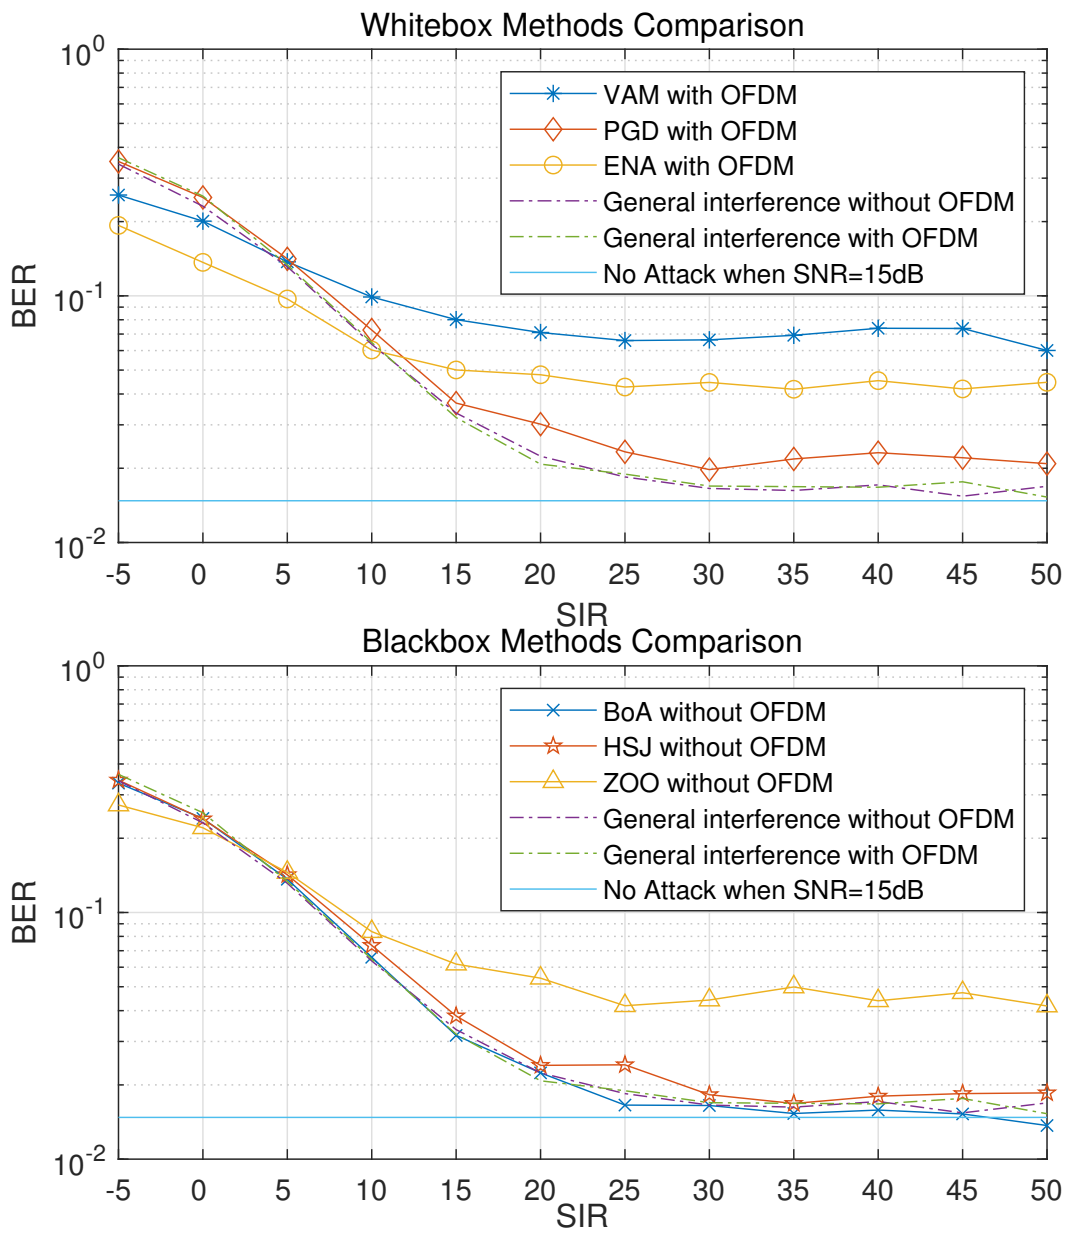 Whitebox Methods Comparison
10^0
VAM with OFDM
PGD with OFDM
ENA with OFDM
General interference without OFDM
General interference with OFDM
No Attack when SNR=15dB
BER
10^-1
10^-2
-5 0 5 10 15 20 25 30 35 40 45 50
SIR
Blackbox Methods Comparison
10^0
BoA without OFDM
HSJ without OFDM
ZOO without OFDM
General interference without OFDM
General interference with OFDM
No Attack when SNR=15dB
BER
10^-1
10^-2
-5 0 5 10 15 20 25 30 35 40 45 50
SIR